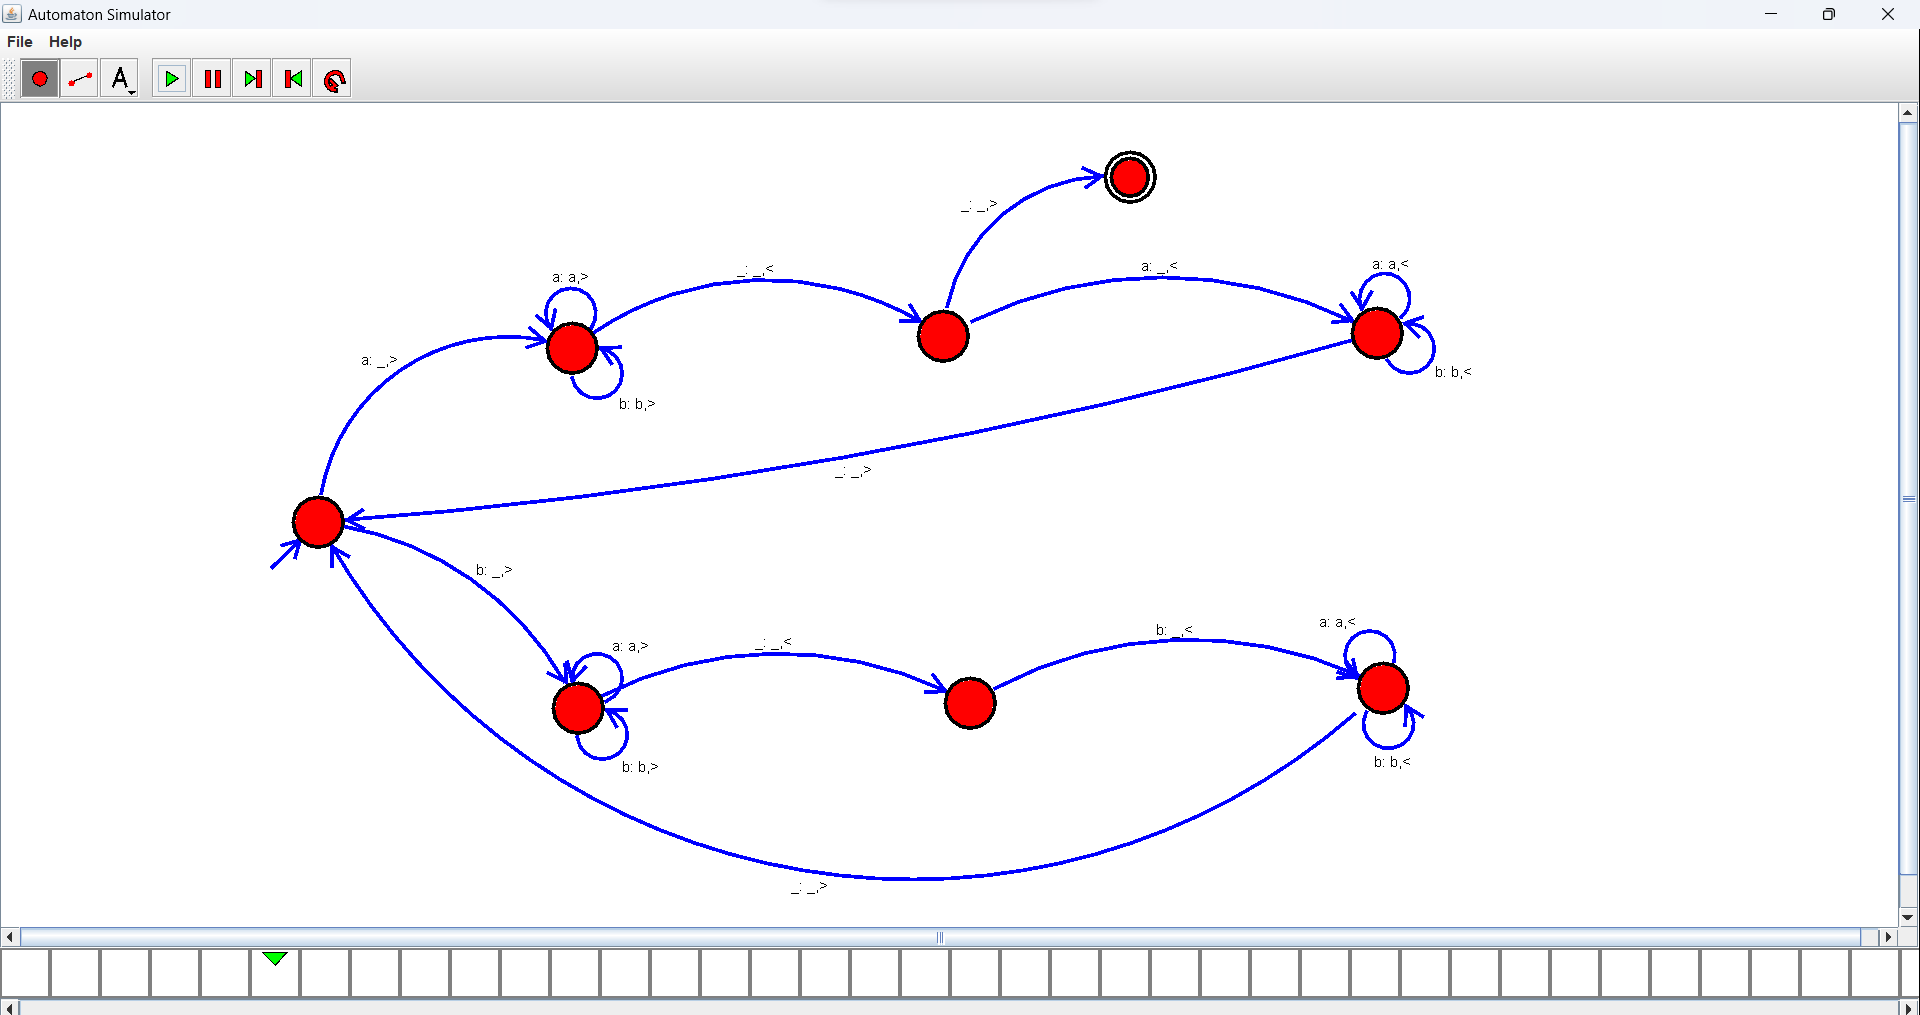 Automaton Simulator
File Help
A
_: _,>
a: a,>
_: _,<
a: _,<
a: a,<
a: _,>
b: b,>
b: b,<
_: _,>
b: _,>
a: a,>
_: _,<
b: _,<
a: a,<
b: b,>
b: b,<
_: _,>